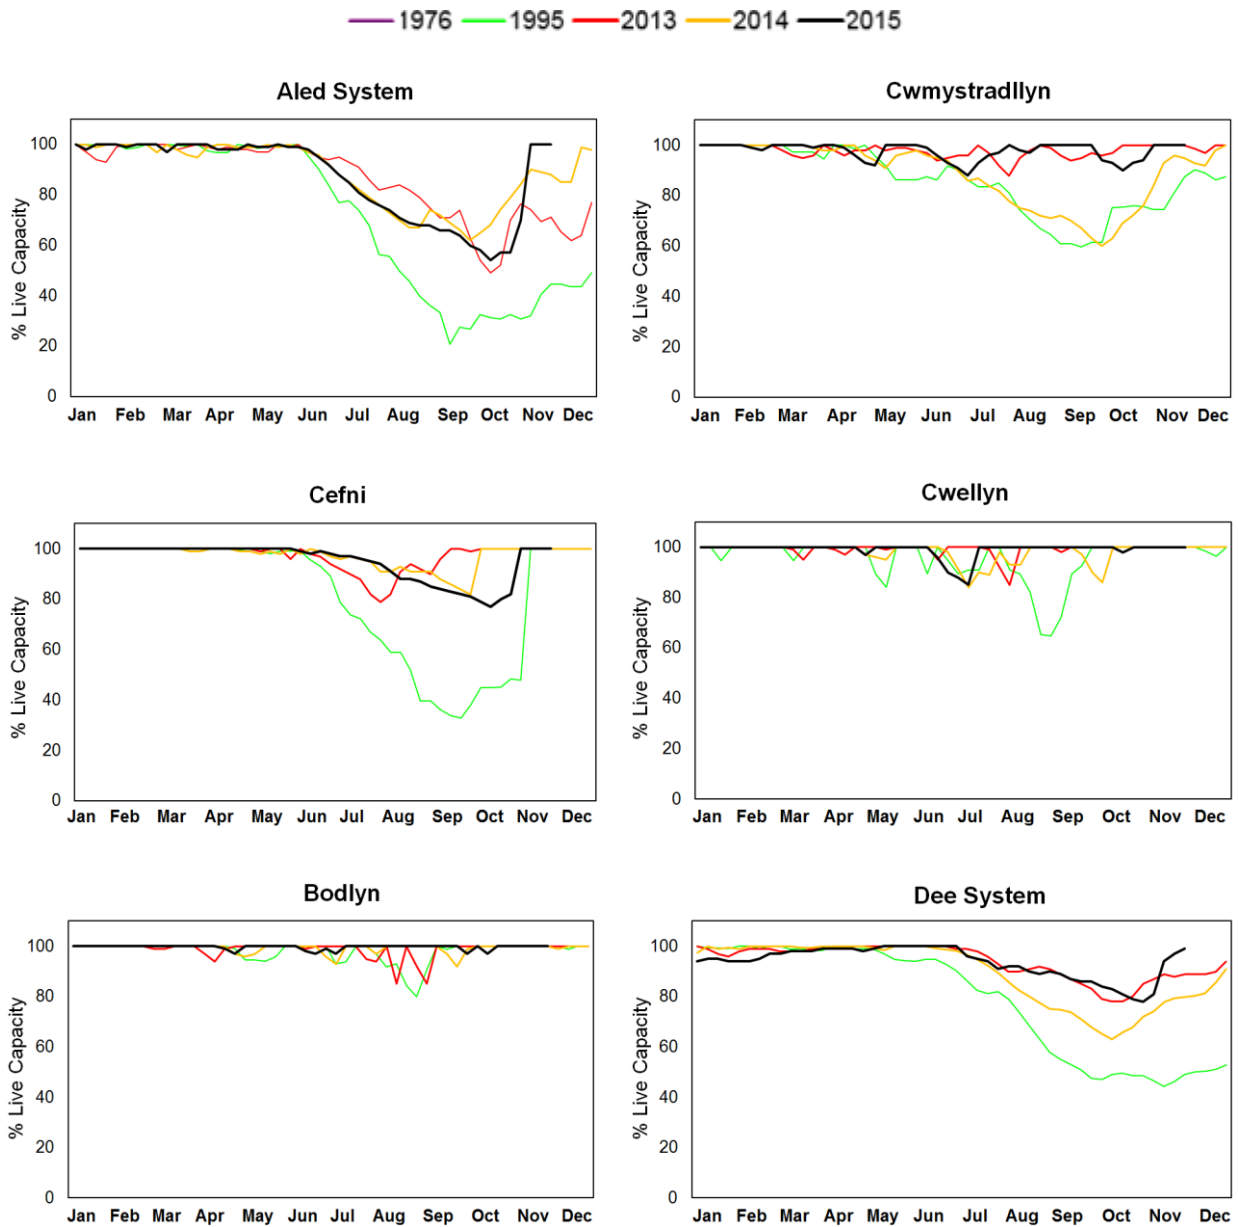 1976 1995 2013 2014 2015
Aled System
% Live Capacity
100
80
60
40
20
0
Jan Feb Mar Apr May Jun Jul Aug Sep Oct Nov Dec
Cwmystradllyn
% Live Capacity
100
80
60
40
20
0
Jan Feb Mar Apr May Jun Jul Aug Sep Oct Nov Dec
Cefni
% Live Capacity
100
80
60
40
20
0
Jan Feb Mar Apr May Jun Jul Aug Sep Oct Nov Dec
Cwellyn
% Live Capacity
100
80
60
40
20
0
Jan Feb Mar Apr May Jun Jul Aug Sep Oct Nov Dec
Bodlyn
% Live Capacity
100
80
60
40
20
0
Jan Feb Mar Apr May Jun Jul Aug Sep Oct Nov Dec
Dee System
% Live Capacity
100
80
60
40
20
0
Jan Feb Mar Apr May Jun Jul Aug Sep Oct Nov Dec